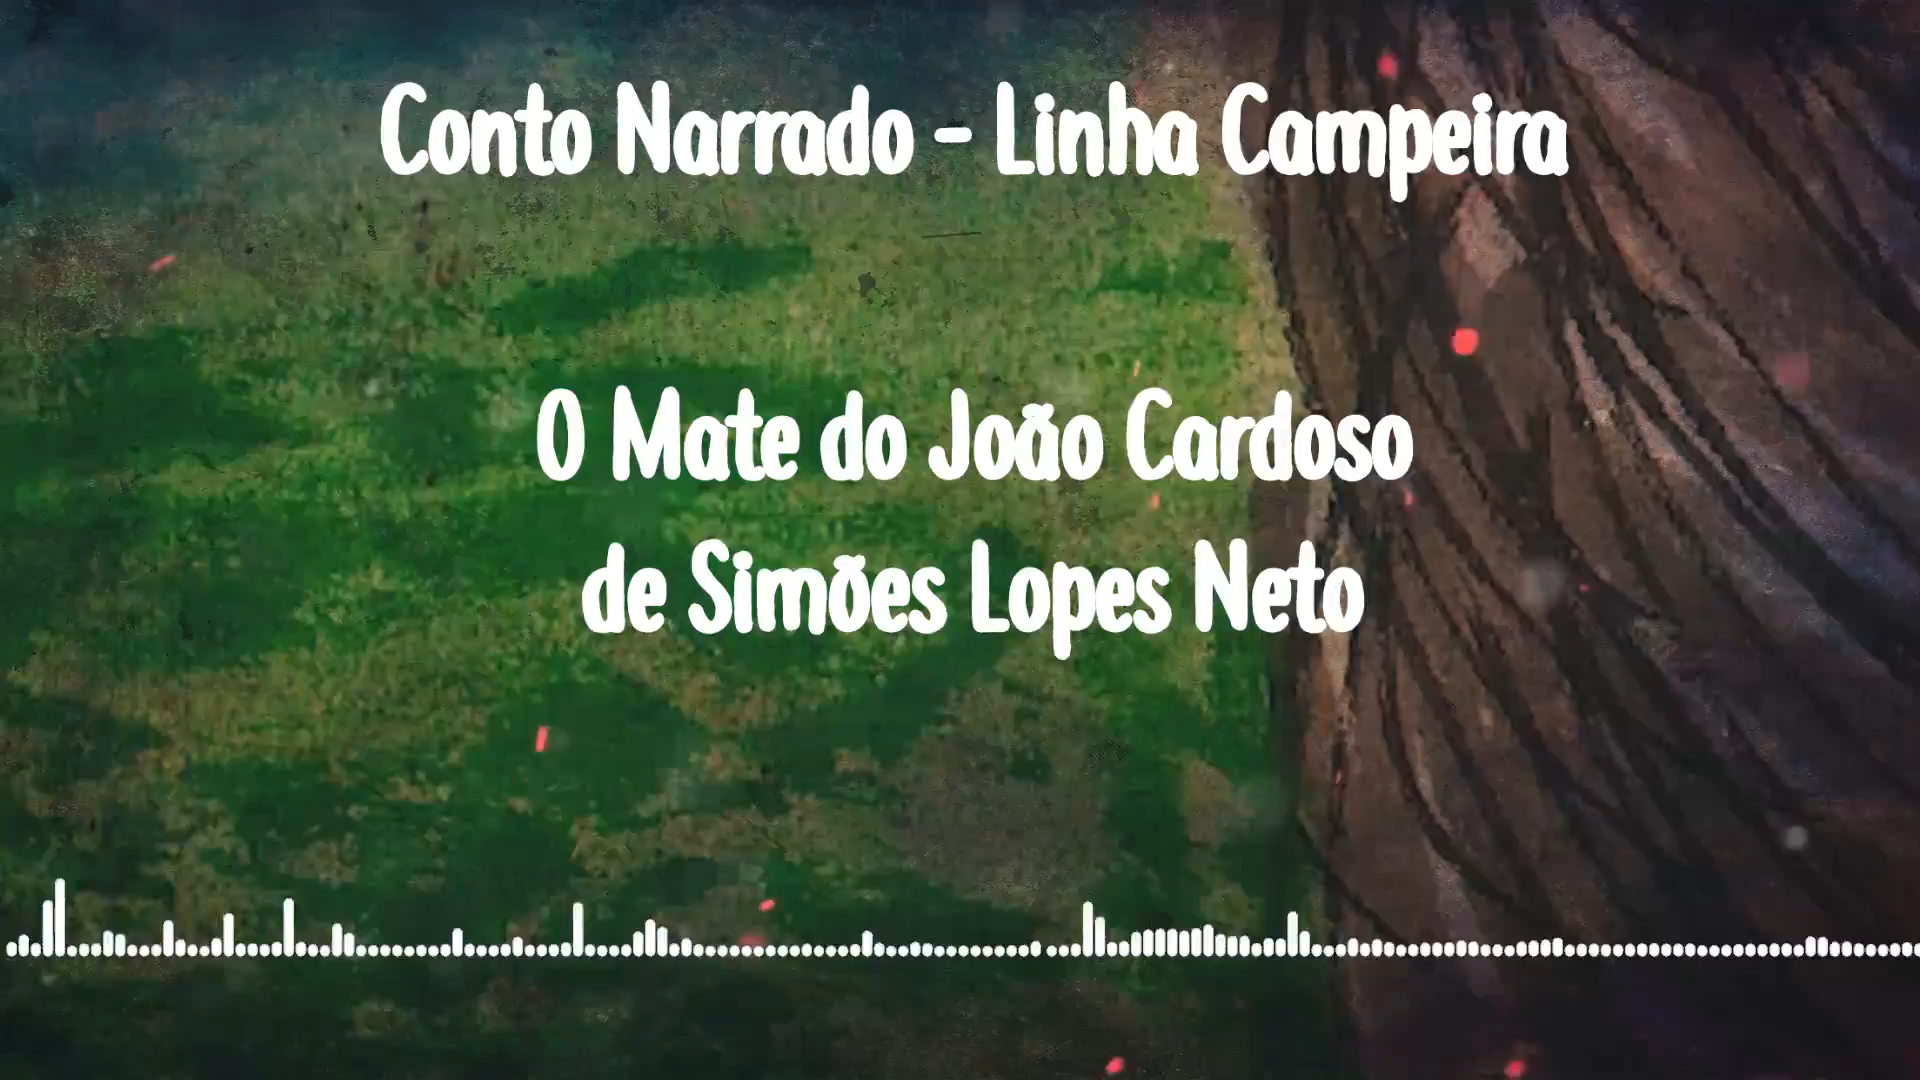 Conto Narrado - Linha Campeira
O Mate do João Cardoso
de Simões Lopes Neto